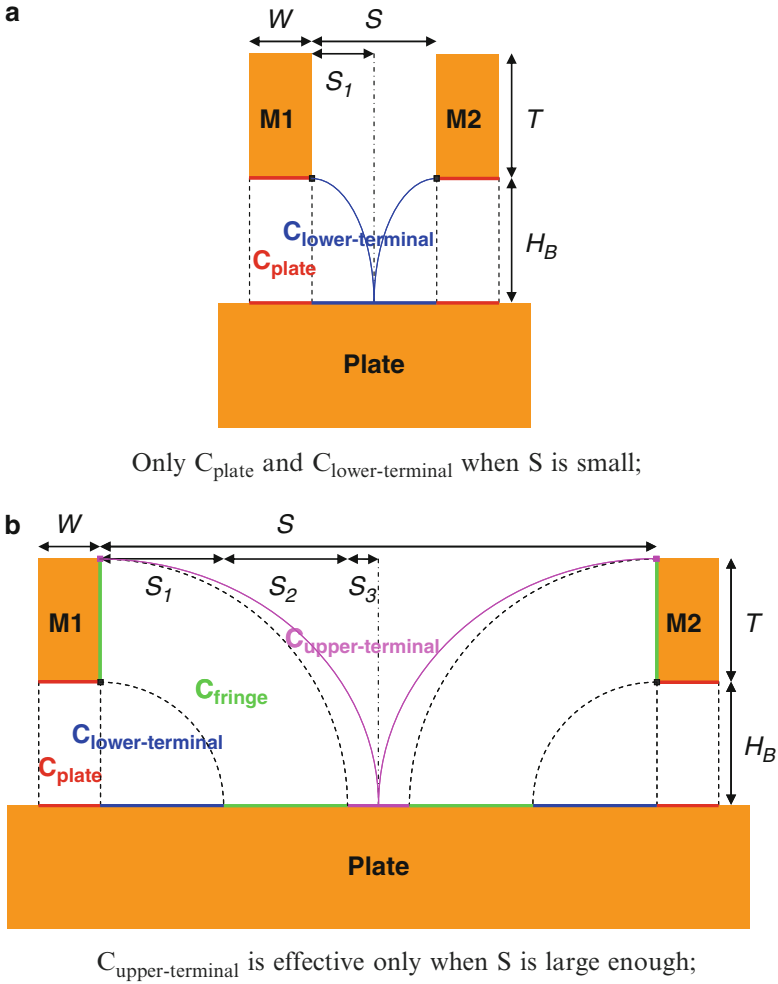 a
W S
S1
M1 M2 T
Clower-terminal
Cplate
HB
Plate
Only Cplate and Clower-terminal when S is small;
b
W S
S1 S2 S3
M1 M2 T
Cupper-terminal
Cfringe
Clower-terminal
HB
Cplate
Plate
Cupper-terminal is effective only when S is large enough;